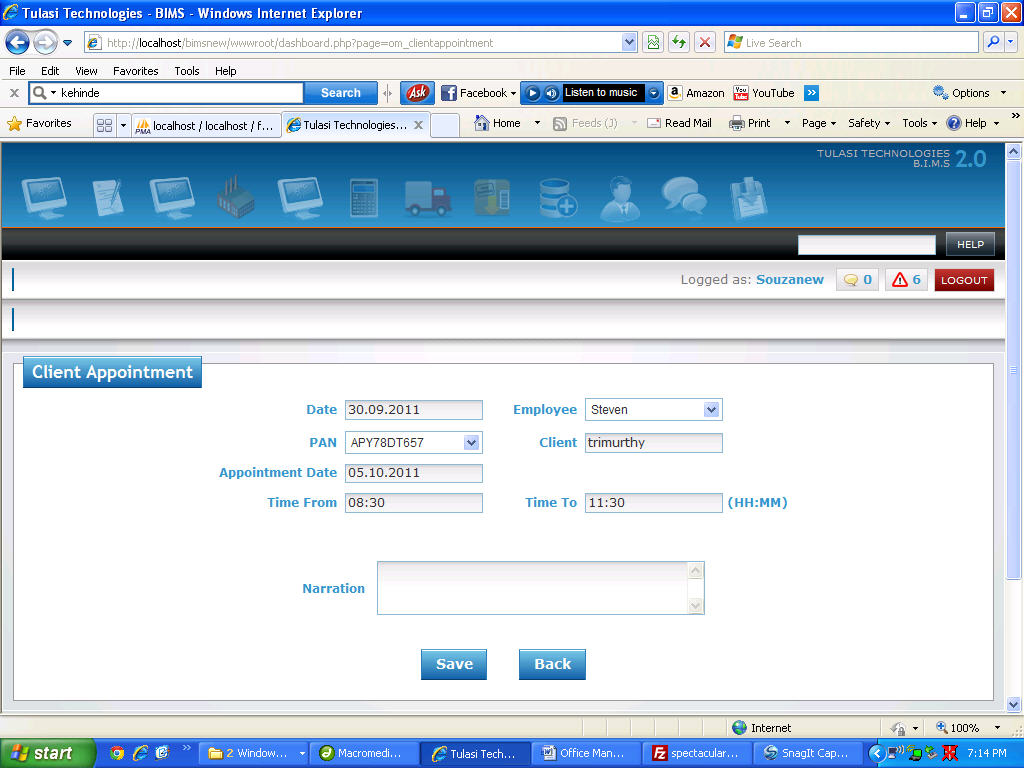 Tulasi Technologies - BIMS - Windows Internet Explorer
http://localhost/bimsnew/wwwroot/dashboard.php?page=om_clientappointment
Live Search
File Edit View Favorites Tools Help
kehinde Search Ask Facebook Listen to music Amazon YouTube Options
Favorites PMA localhost / localhost / f... Tulasi Technologies... Home Feeds (J) Read Mail Print Page Safety Tools Help
TULASI TECHNOLOGIES
B.I.M.S 2.0
HELP
Logged as: Souzanew 0 6 LOGOUT
Client Appointment
Date 30.09.2011 Employee Steven
PAN APY78DT657 Client trimurthy
Appointment Date 05.10.2011
Time From 08:30 Time To 11:30 (HH:MM)
Narration
Save Back
Internet 100%
start 2 Window... Macromedi... Tulasi Tech... Office Man... spectacular... SnagIt Cap... 7:14 PM